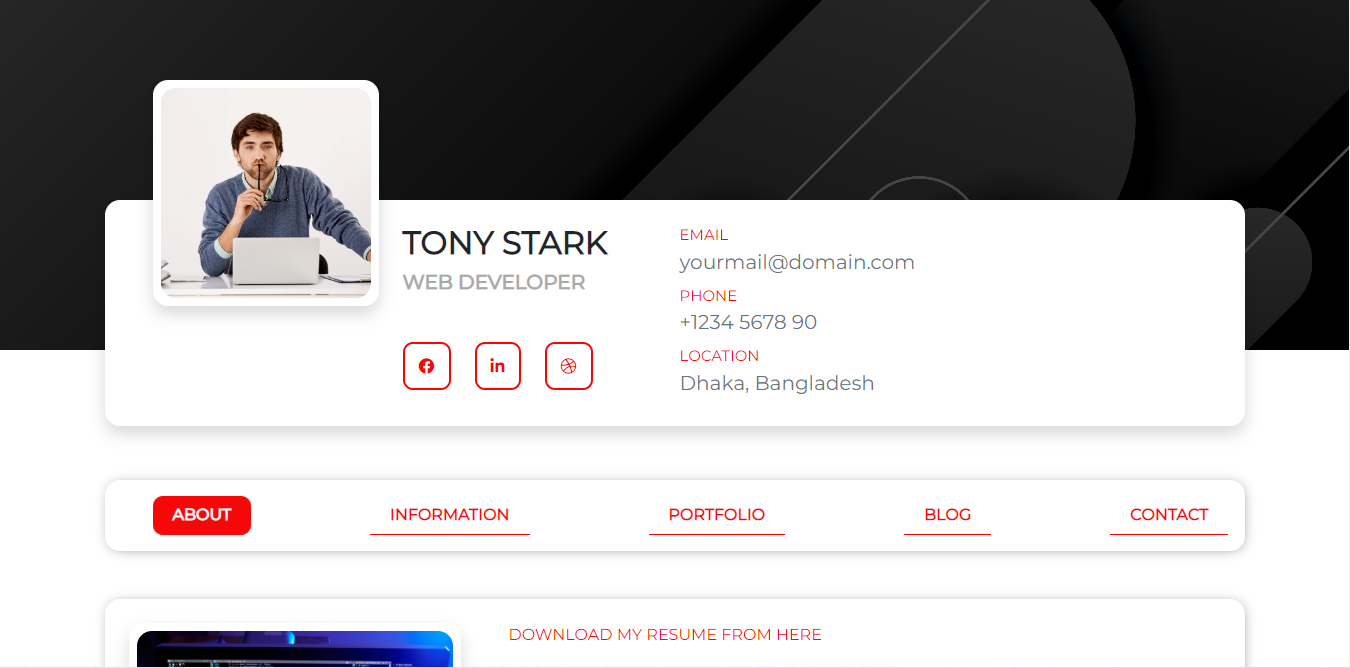 TONY STARK
WEB DEVELOPER
in
EMAIL
yourmail@domain.com
PHONE
+1234 5678 90
LOCATION
Dhaka, Bangladesh
ABOUT
INFORMATION
PORTFOLIO
BLOG
CONTACT
DOWNLOAD MY RESUME FROM HERE